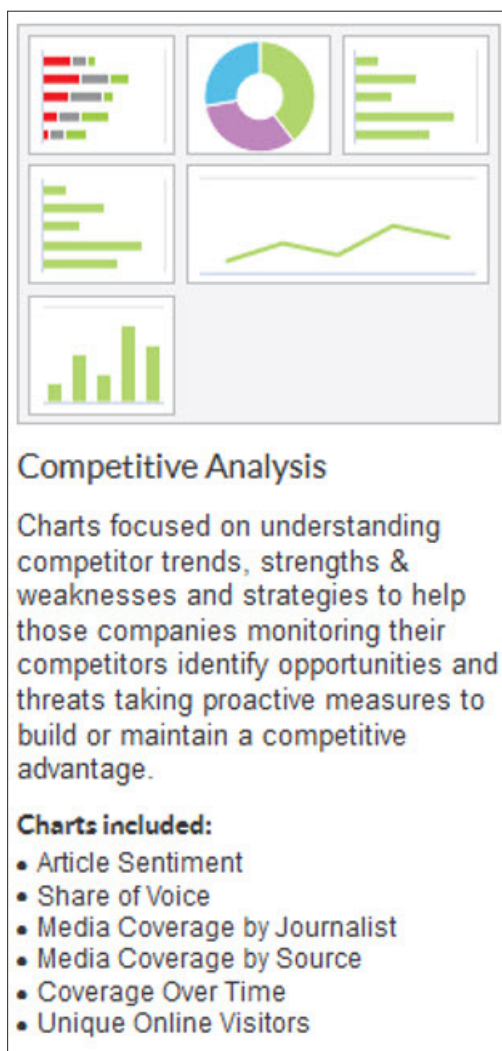 Competitive Analysis
Charts focused on understanding
competitor trends, strengths &
weaknesses and strategies to help
those companies monitoring their
competitors identify opportunities and
threats taking proactive measures to
build or maintain a competitive
advantage.
Charts included:
• Article Sentiment
• Share of Voice
• Media Coverage by Journalist
• Media Coverage by Source
• Coverage Over Time
• Unique Online Visitors